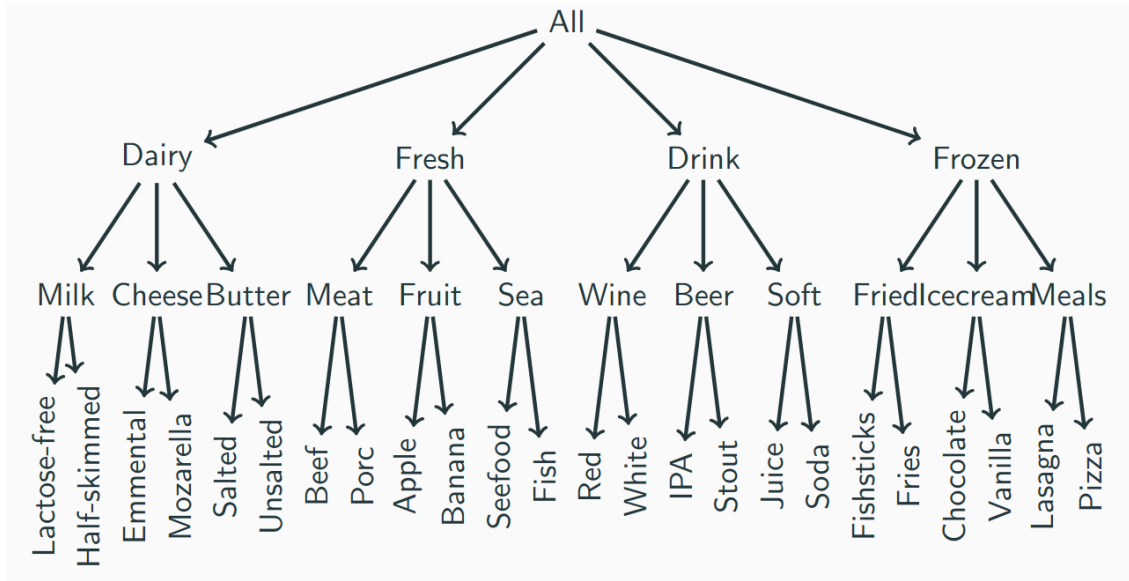 All
Dairy Fresh Drink Frozen
Milk Cheese Butter Meat Fruit Sea Wine Beer Soft Fried Icecream Meals
Lactose-free
Half-skimmed
Emmental
Mozarella
Salted
Unsalted
Beef
Porc
Apple
Banana
Seefood
Fish
Red
White
IPA
Stout
Juice
Soda
Fishsticks
Fries
Chocolate
Vanilla
Lasagna
Pizza